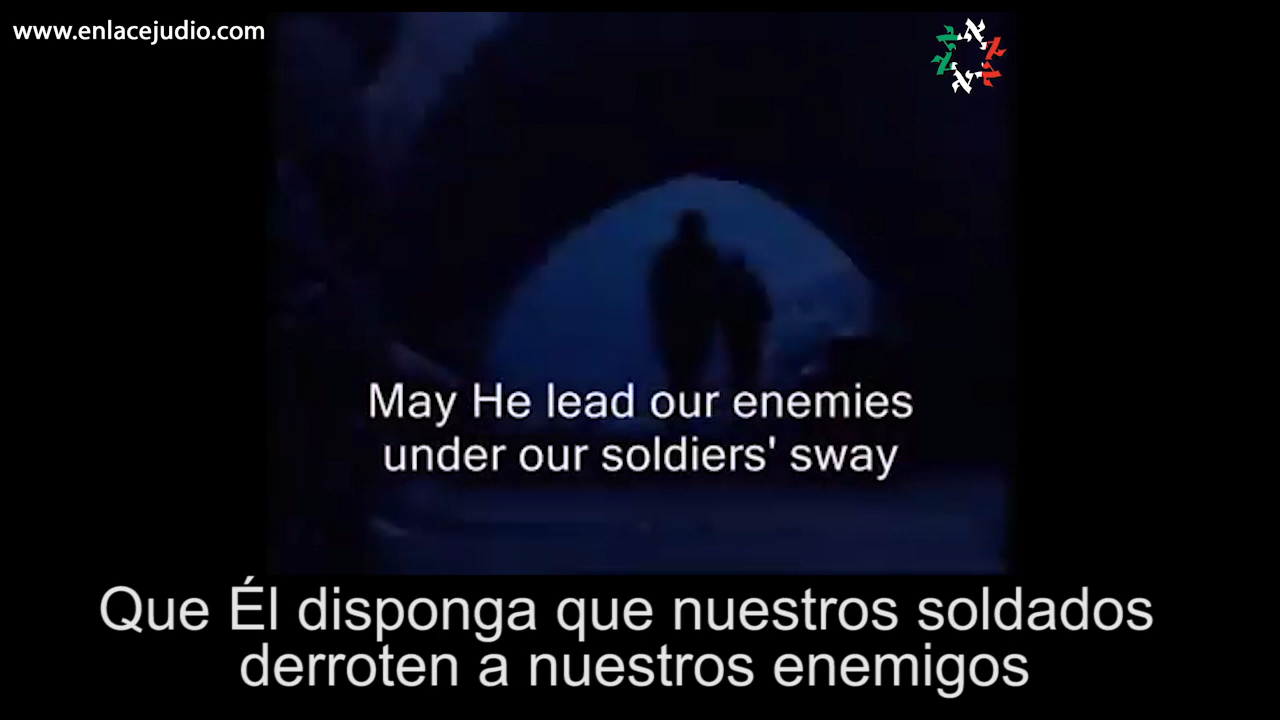 www.enlacejudio.com
May He lead our enemies
under our soldiers' sway
Que Él disponga que nuestros soldados
derroten a nuestros enemigos